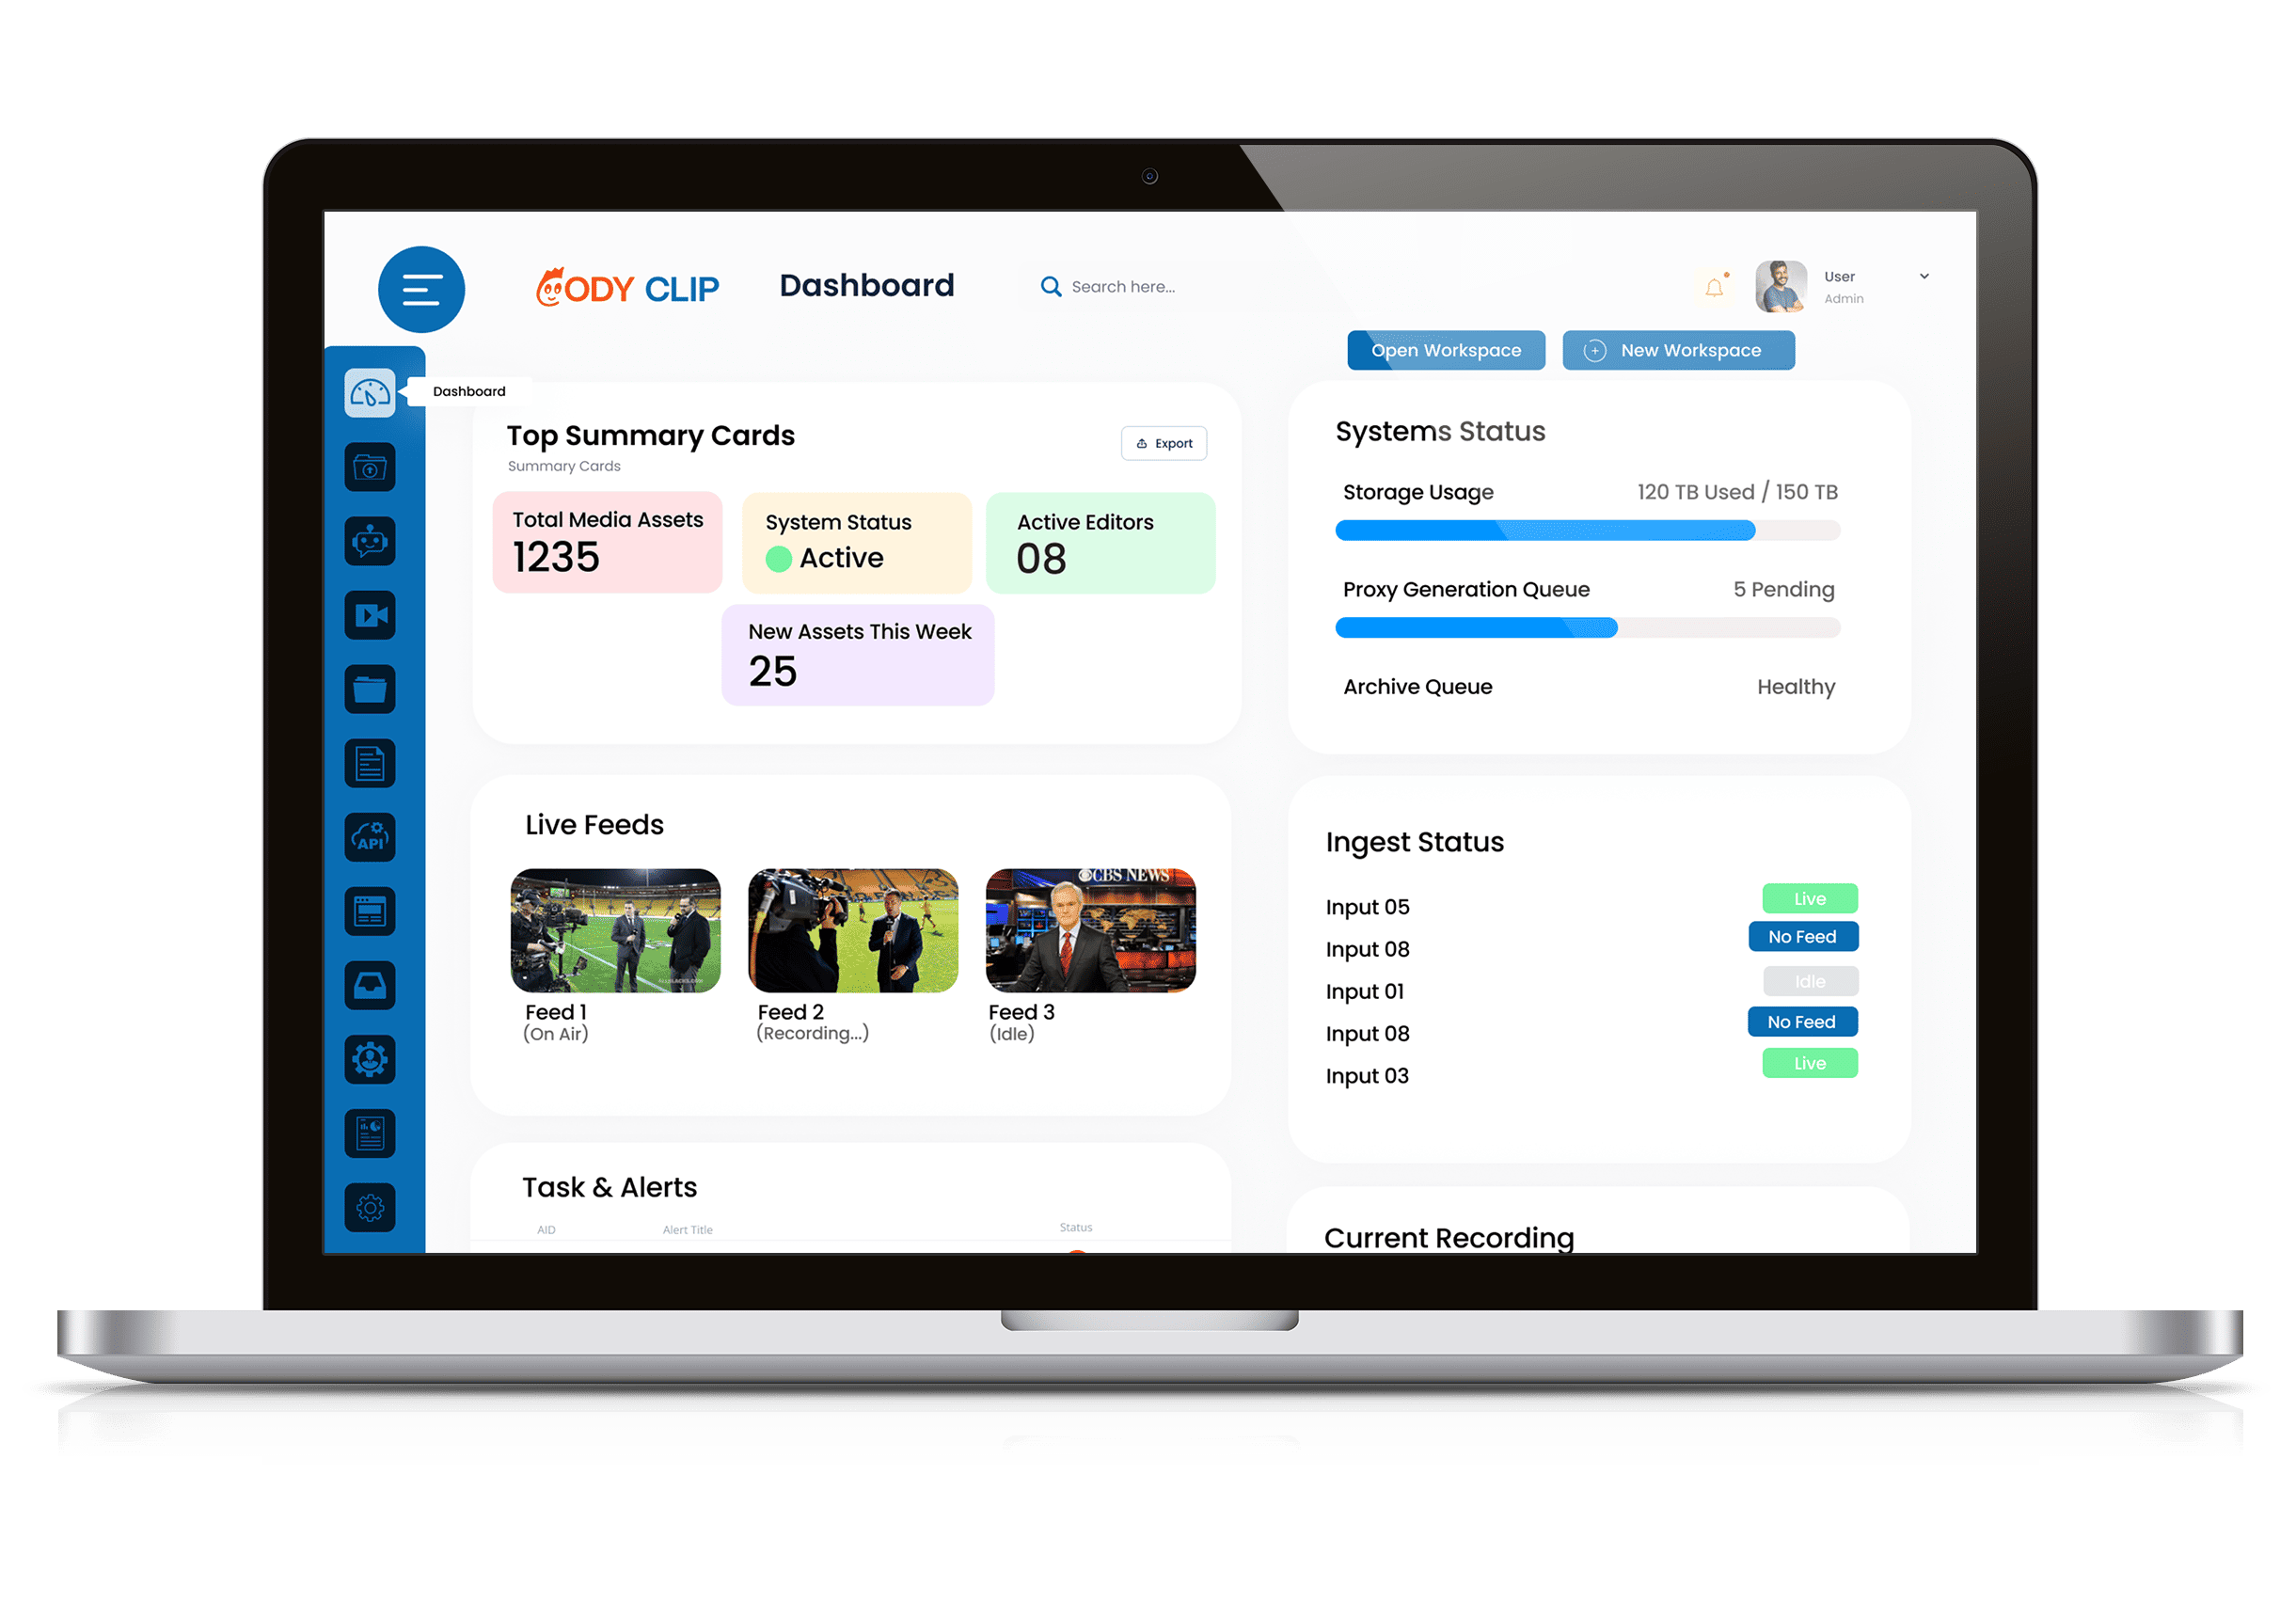 CODY CLIP
Dashboard
Search here...
User
Admin
Open Workspace
New Workspace
Dashboard
Top Summary Cards
Summary Cards
Export
Total Media Assets
1235
System Status
Active
Active Editors
08
New Assets This Week
25
Systems Status
Storage Usage
120 TB Used / 150 TB
Proxy Generation Queue
5 Pending
Archive Queue
Healthy
API
Live Feeds
CBS NEWS
Feed 1
(On Air)
Feed 2
(Recording...)
Feed 3
(Idle)
Ingest Status
Input 05
Live
Input 08
No Feed
Input 01
Idle
Input 08
No Feed
Input 03
Live
Task & Alerts
AID
Alert Title
Status
Current Recording